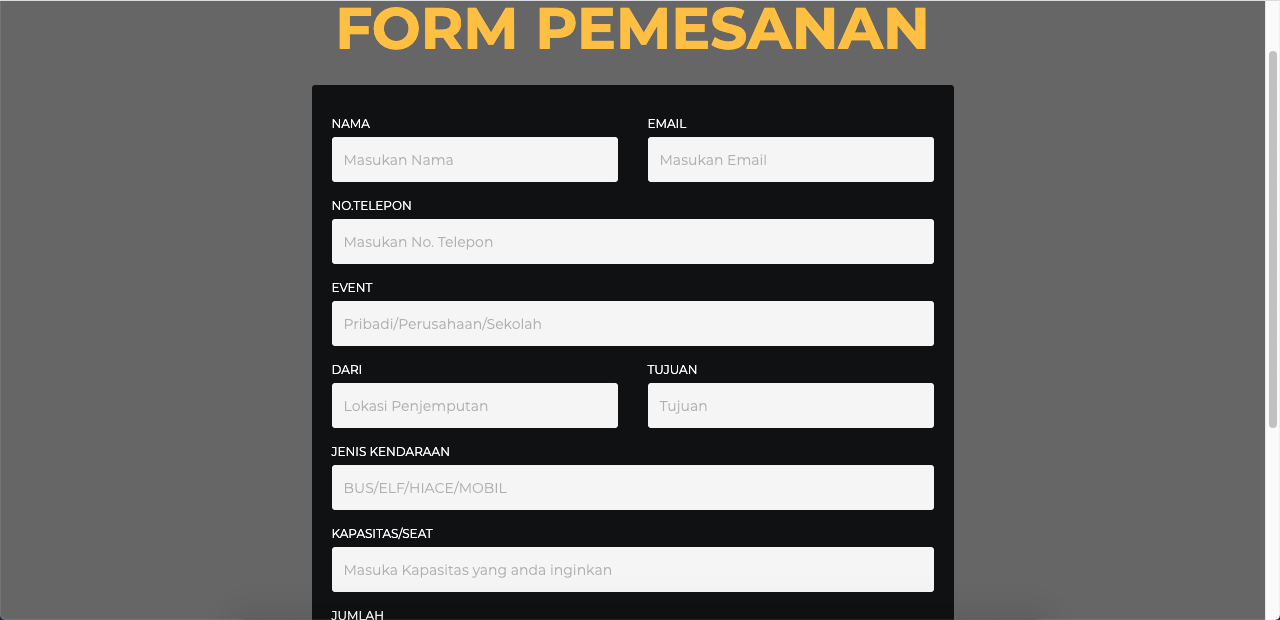 FORM PEMESANAN
NAMA
EMAIL
Masukan Nama
Masukan Email
NO.TELEPON
Masukan No. Telepon
EVENT
Pribadi/Perusahaan/Sekolah
DARI
TUJUAN
Lokasi Penjemputan
Tujuan
JENIS KENDARAAN
BUS/ELF/HIACE/MOBIL
KAPASITAS/SEAT
Masuka Kapasitas yang anda inginkan
JUMLAH